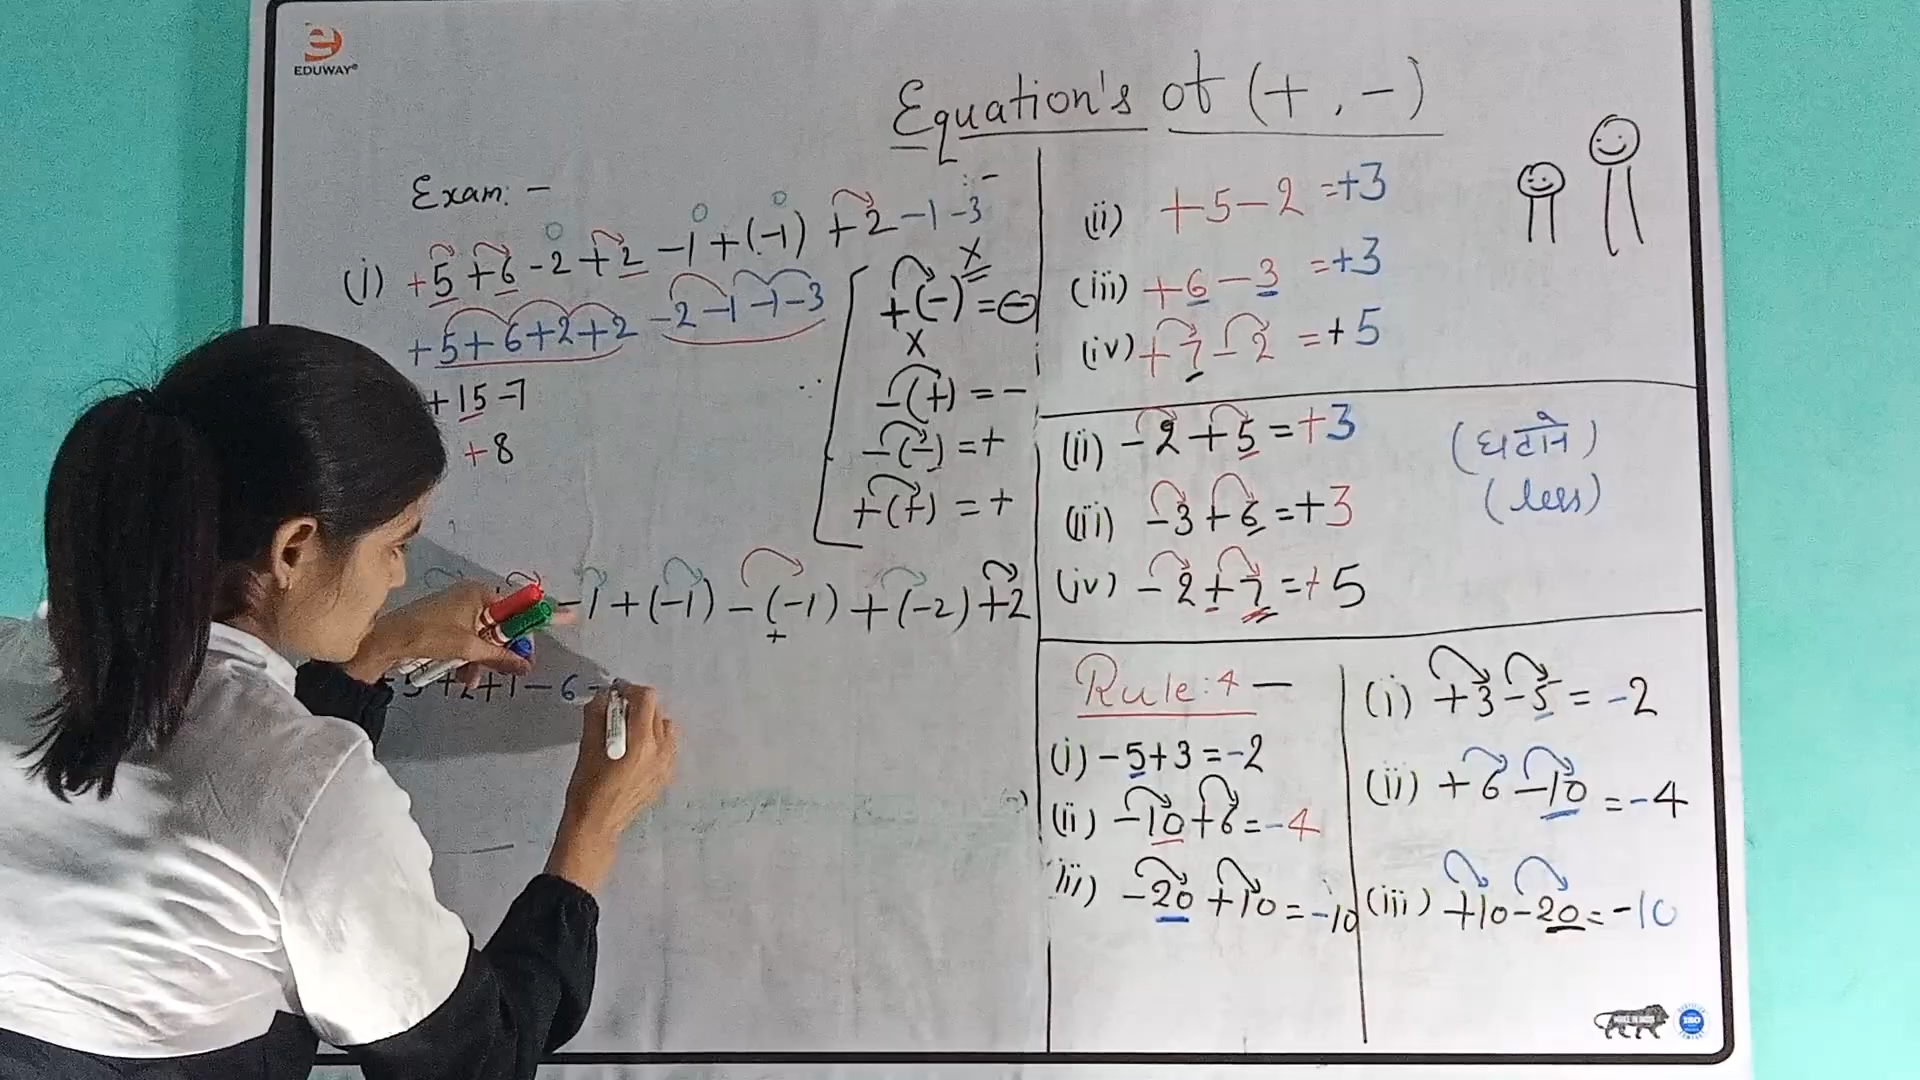 EDUWAY
Equation's of (+, -)
Exam: -
(i) +5+6-2+2-1+(-1)+2-1-3
+5+6+2+2-2-1-1-3
+15-7
+8
+(-)=⊖
-(+)=-
-(-)=+
+(+)=+
-1+(-1)-(-1)+(-2)+2
+
+2+1-6-
(ii) +5-2=+3
(iii) +6-3=+3
(iv) +7-2=+5
(ii) -2+5=+3
(iii) -3+6=+3
(iv) -2+7=+5
(घटाने)
(less)
Rule:4-
(i) -5+3=-2
(ii) -10+6=-4
iii) -20+10=-10
(i) +3-5=-2
(ii) +6-10=-4
(iii) +10-20=-10
ISO